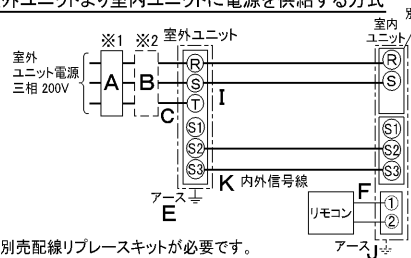 外ユニットより室内ユニットに電源を供給する方式
別
※1
※2
室外ユニット
室内
ユニット
室外
ユニット電源
三相 200V
A
B
C
R
S
T
S1
S2
S3
I
R
S
S1
S2
S3
K 内外信号線
F
リモコン
①
②
アース
E
アース
J
別売配線リプレースキットが必要です。